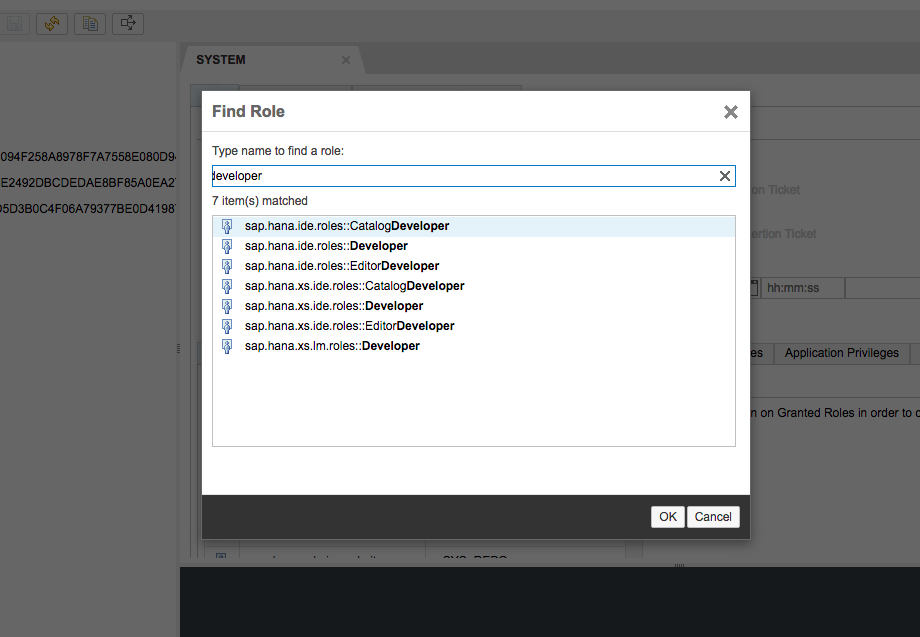 SYSTEM
Find Role
094F258A8978F7A7558E080D94
Type name to find a role:
E2492DBCDEDAE8BF85A0EA27
developer
on Ticket
D5D3B0C4F06A79377BE0D4198
7 item(s) matched
sap.hana.ide.roles::CatalogDeveloper
ertion Ticket
sap.hana.ide.roles::Developer
sap.hana.ide.roles::EditorDeveloper
sap.hana.xs.ide.roles::CatalogDeveloper
hh:mm:ss
sap.hana.xs.ide.roles::Developer
sap.hana.xs.ide.roles::EditorDeveloper
sap.hana.xs.lm.roles::Developer
es
Application Privileges
n on Granted Roles in order to
OK
Cancel